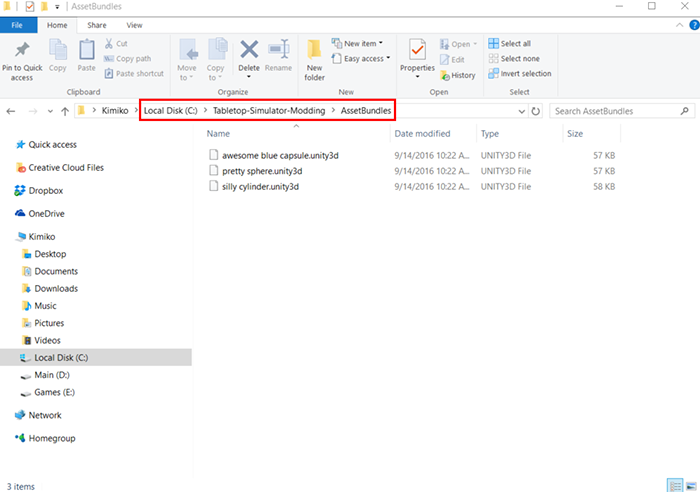 AssetBundles
File Home Share View
Pin to Quick access
Copy
Paste
Cut
Copy path
Paste shortcut
Clipboard
Move to
Copy to
Delete
Rename
Organize
New folder
New item
Easy access
New
Properties
Open
Edit
History
Open
Select all
Select none
Invert selection
Select
Kimiko > Local Disk (C:) > Tabletop-Simulator-Modding > AssetBundles
Search AssetBundles
Name Date modified Type Size
awesome blue capsule.unity3d 9/14/2016 10:22 A... UNITY3D File 57 KB
pretty sphere.unity3d 9/14/2016 10:22 A... UNITY3D File 57 KB
silly cylinder.unity3d 9/14/2016 10:22 A... UNITY3D File 58 KB
Quick access
Creative Cloud Files
Dropbox
OneDrive
Kimiko
Desktop
Documents
Downloads
Music
Pictures
Videos
Local Disk (C:)
Main (D:)
Games (E:)
Network
Homegroup
3 items